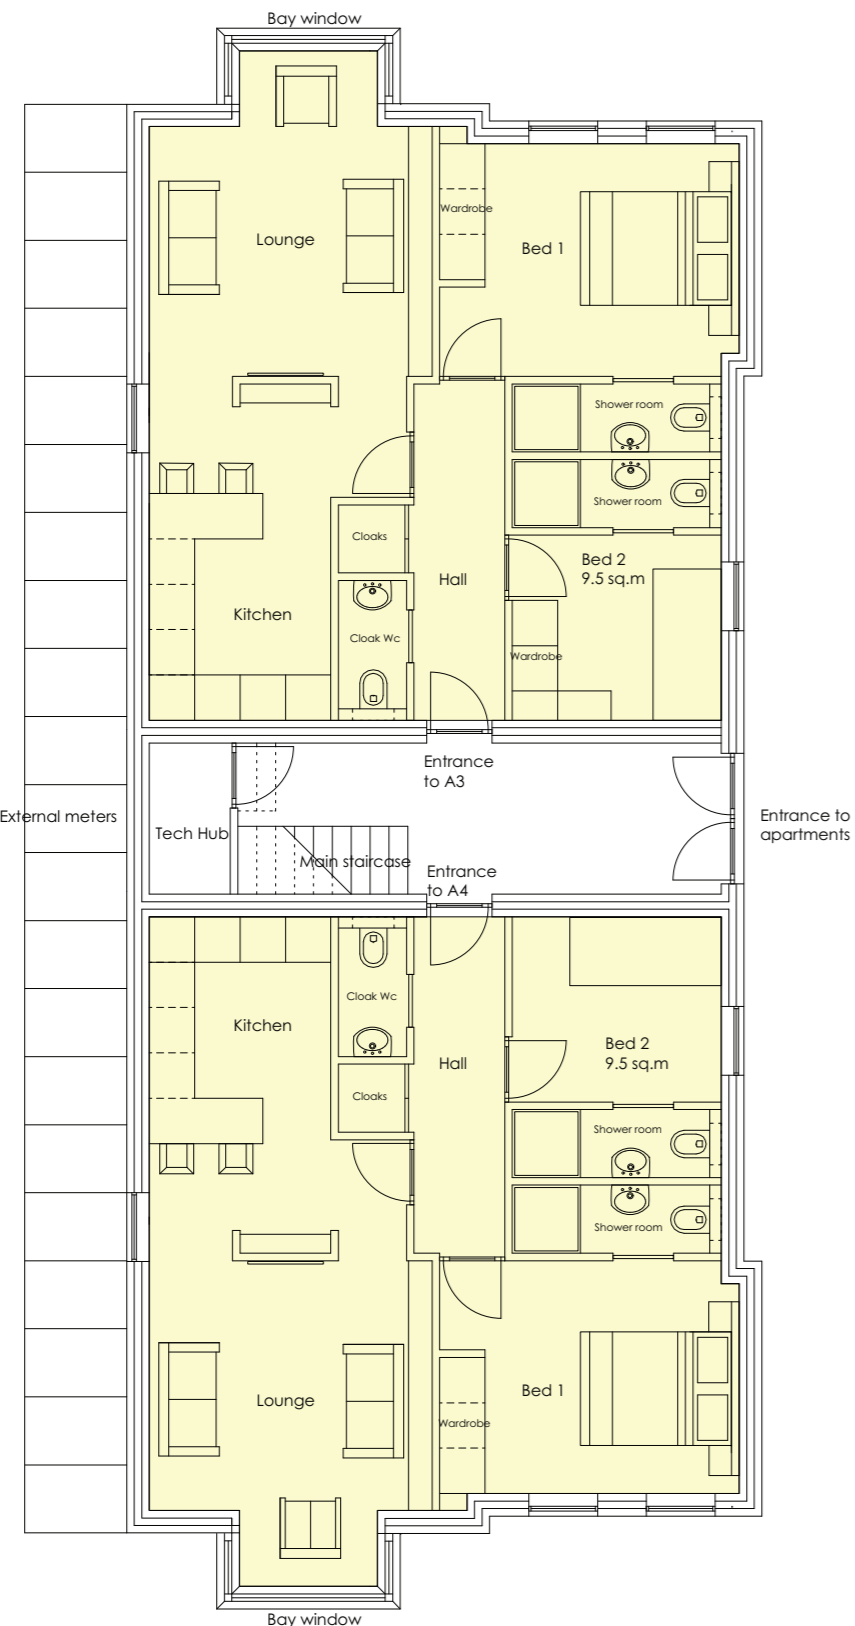 Bay window
Wardrobe
Lounge
Bed 1
Shower room
Shower room
Cloaks
Bed 2
9.5 sq.m
Hall
Kitchen
Cloak Wc
Wardrobe
Entrance
to A3
External meters
Tech Hub
Main staircase
Entrance to
apartments
Entrance
to A4
Cloak Wc
Kitchen
Bed 2
9.5 sq.m
Hall
Cloaks
Shower room
Shower room
Bed 1
Lounge
Wardrobe
Bay window